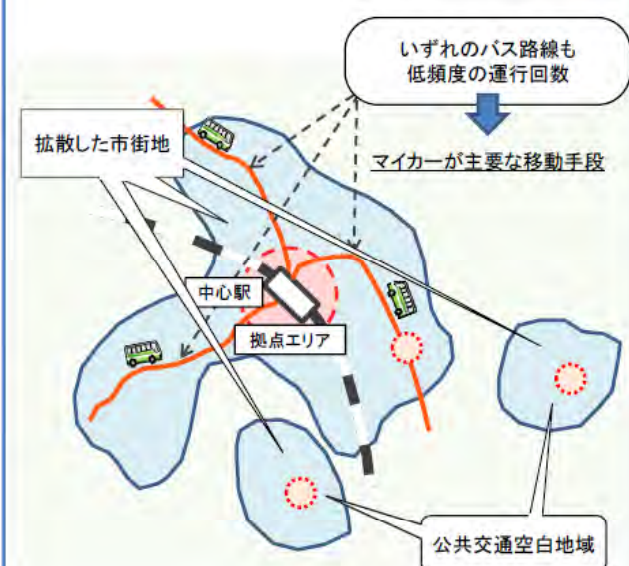 いずれのバス路線も
低頻度の運行回数
拡散した市街地
マイカーが主要な移動手段
中心駅
拠点エリア
公共交通空白地域